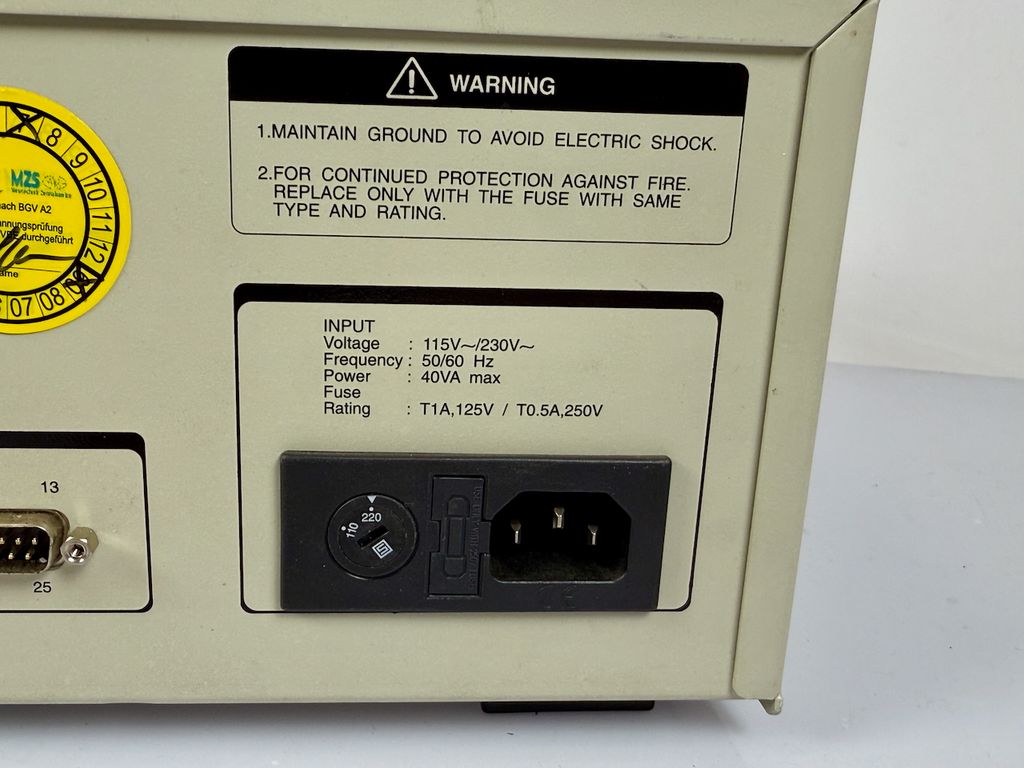 WARNING
1.MAINTAIN GROUND TO AVOID ELECTRIC SHOCK.
2.FOR CONTINUED PROTECTION AGAINST FIRE.
REPLACE ONLY WITH THE FUSE WITH SAME
TYPE AND RATING.
8
9
10
11
12
MZS
nach BGV A2
durchgeführt
07 08
INPUT
Voltage : 115V~/230V~
Frequency : 50/60 Hz
Power : 40VA max
Fuse
Rating : T1A,125V / T0.5A,250V
110
220
13
25